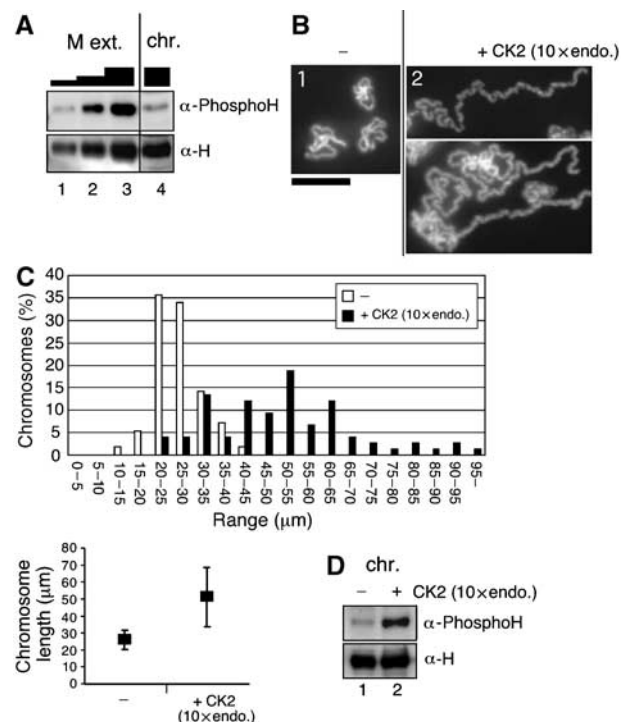 A
M ext. chr.
α-PhosphoH
α-H
1 2 3 4
B
– + CK2 (10×endo.)
1 2
C
Chromosomes (%)
40
35
30
25
20
15
10
5
0
–
+ CK2 (10×endo.)
0–5 5–10 10–15 15–20 20–25 25–30 30–35 35–40 40–45 45–50 50–55 55–60 60–65 65–70 70–75 75–80 80–85 85–90 90–95 95–
Range (μm)
Chromosome
length (μm)
80
70
60
50
40
30
20
10
0
– + CK2
(10×endo.)
D
chr.
– + CK2 (10×endo.)
α-PhosphoH
α-H
1 2